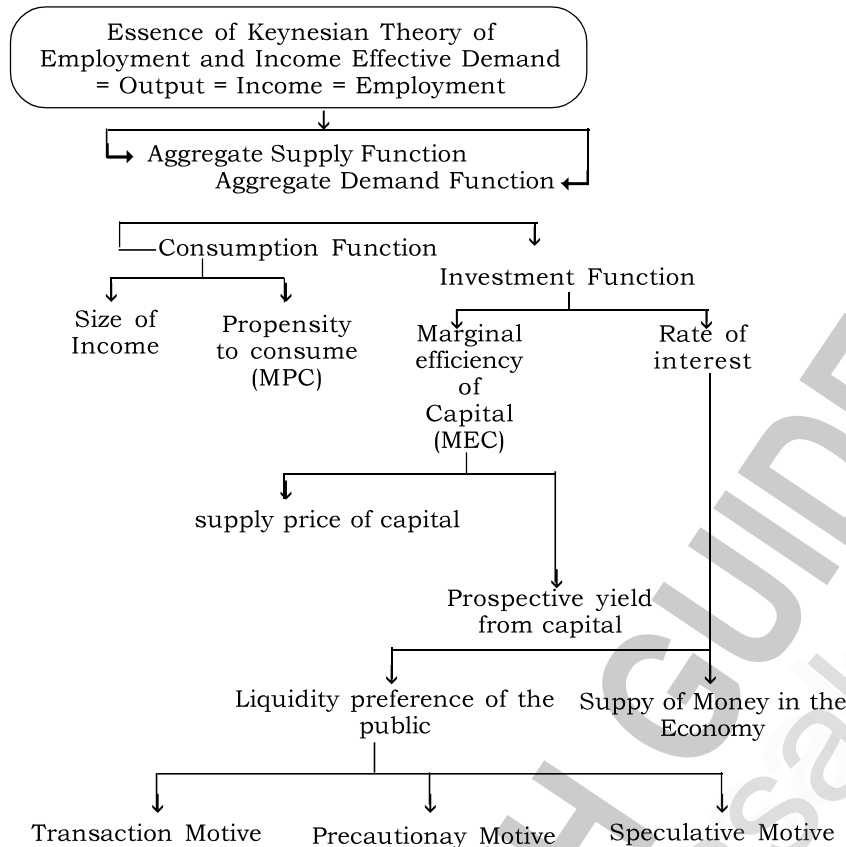 Essence of Keynesian Theory of
Employment and Income Effective Demand
= Output = Income = Employment
Aggregate Supply Function
Aggregate Demand Function
Consumption Function
Investment Function
Size of
Income
Propensity
to consume
(MPC)
Marginal
efficiency
of
Capital
(MEC)
Rate of
interest
supply price of capital
Prospective yield
from capital
Liquidity preference of the
public
Suppy of Money in the
Economy
Transaction Motive
Precautionay Motive
Speculative Motive
H GUIDE